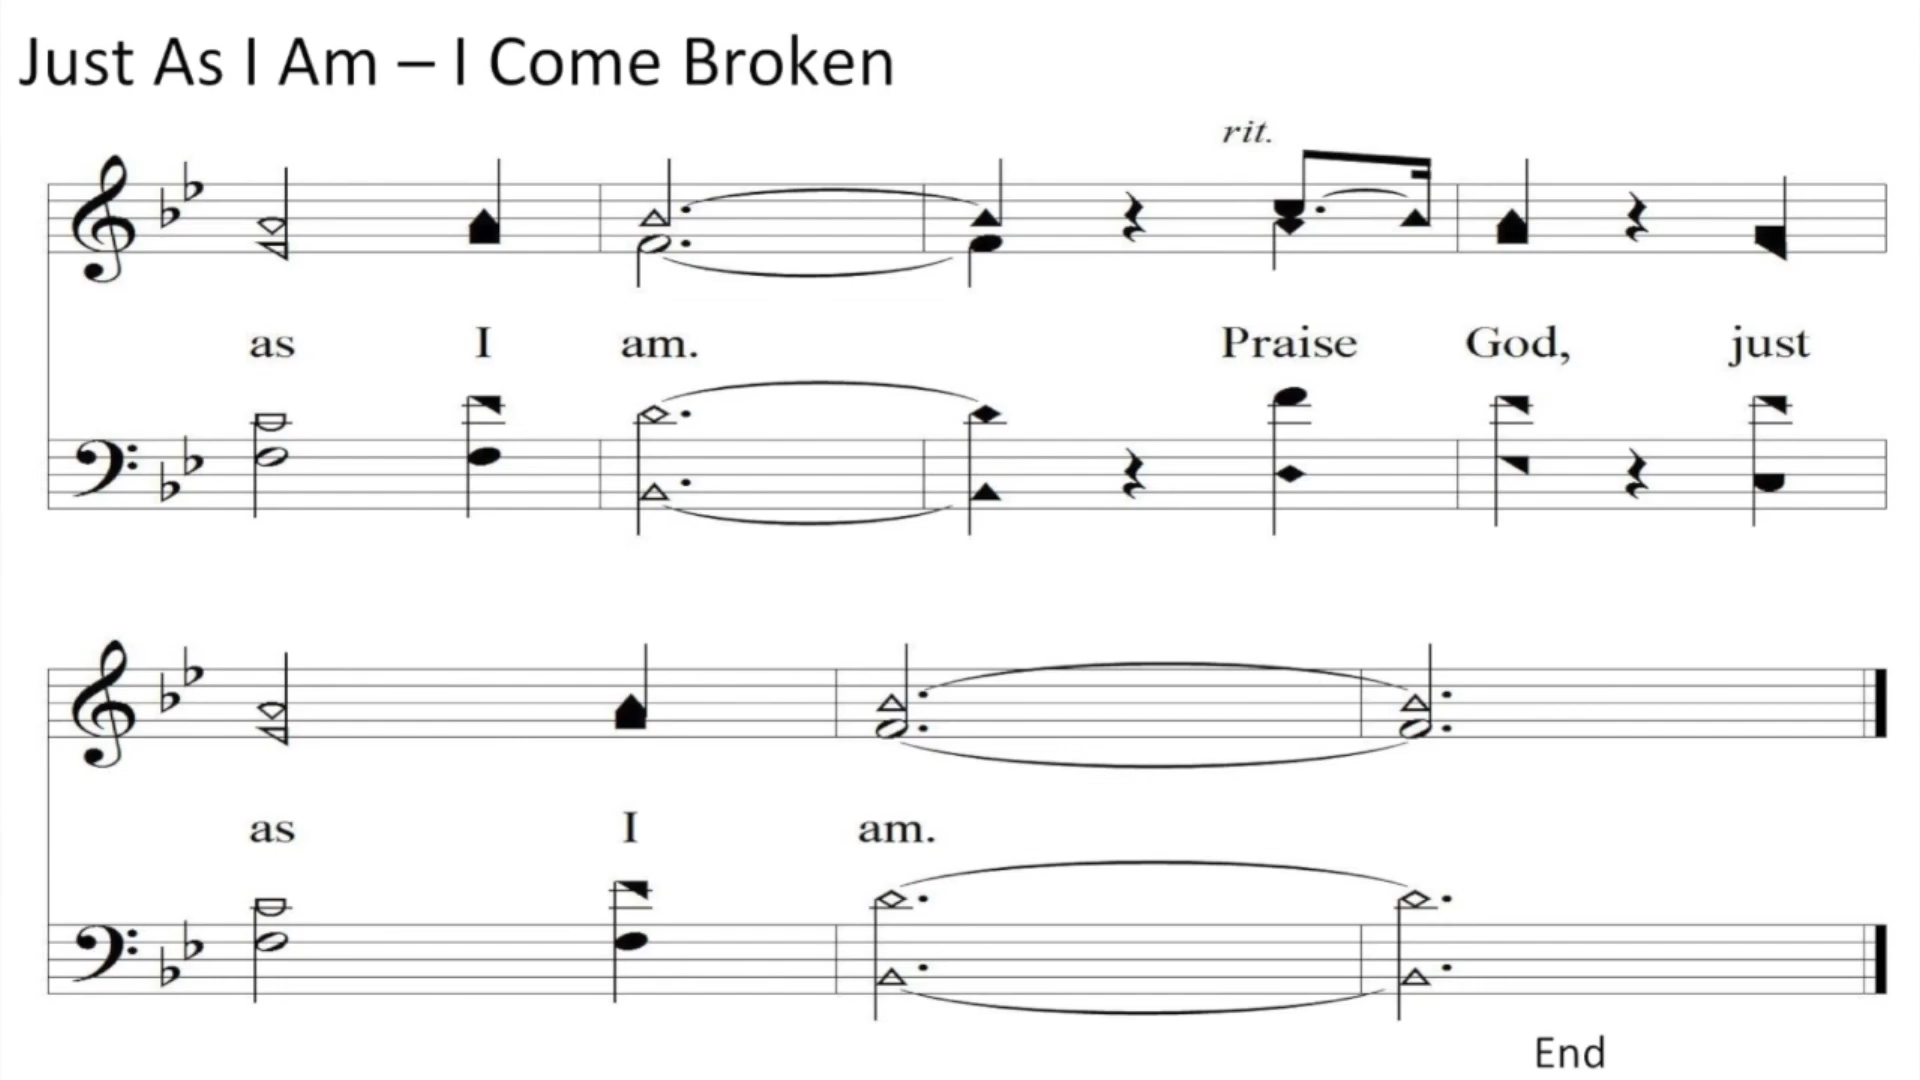 Just As I Am – I Come Broken
rit.
as I am. Praise God, just
as I am.
End